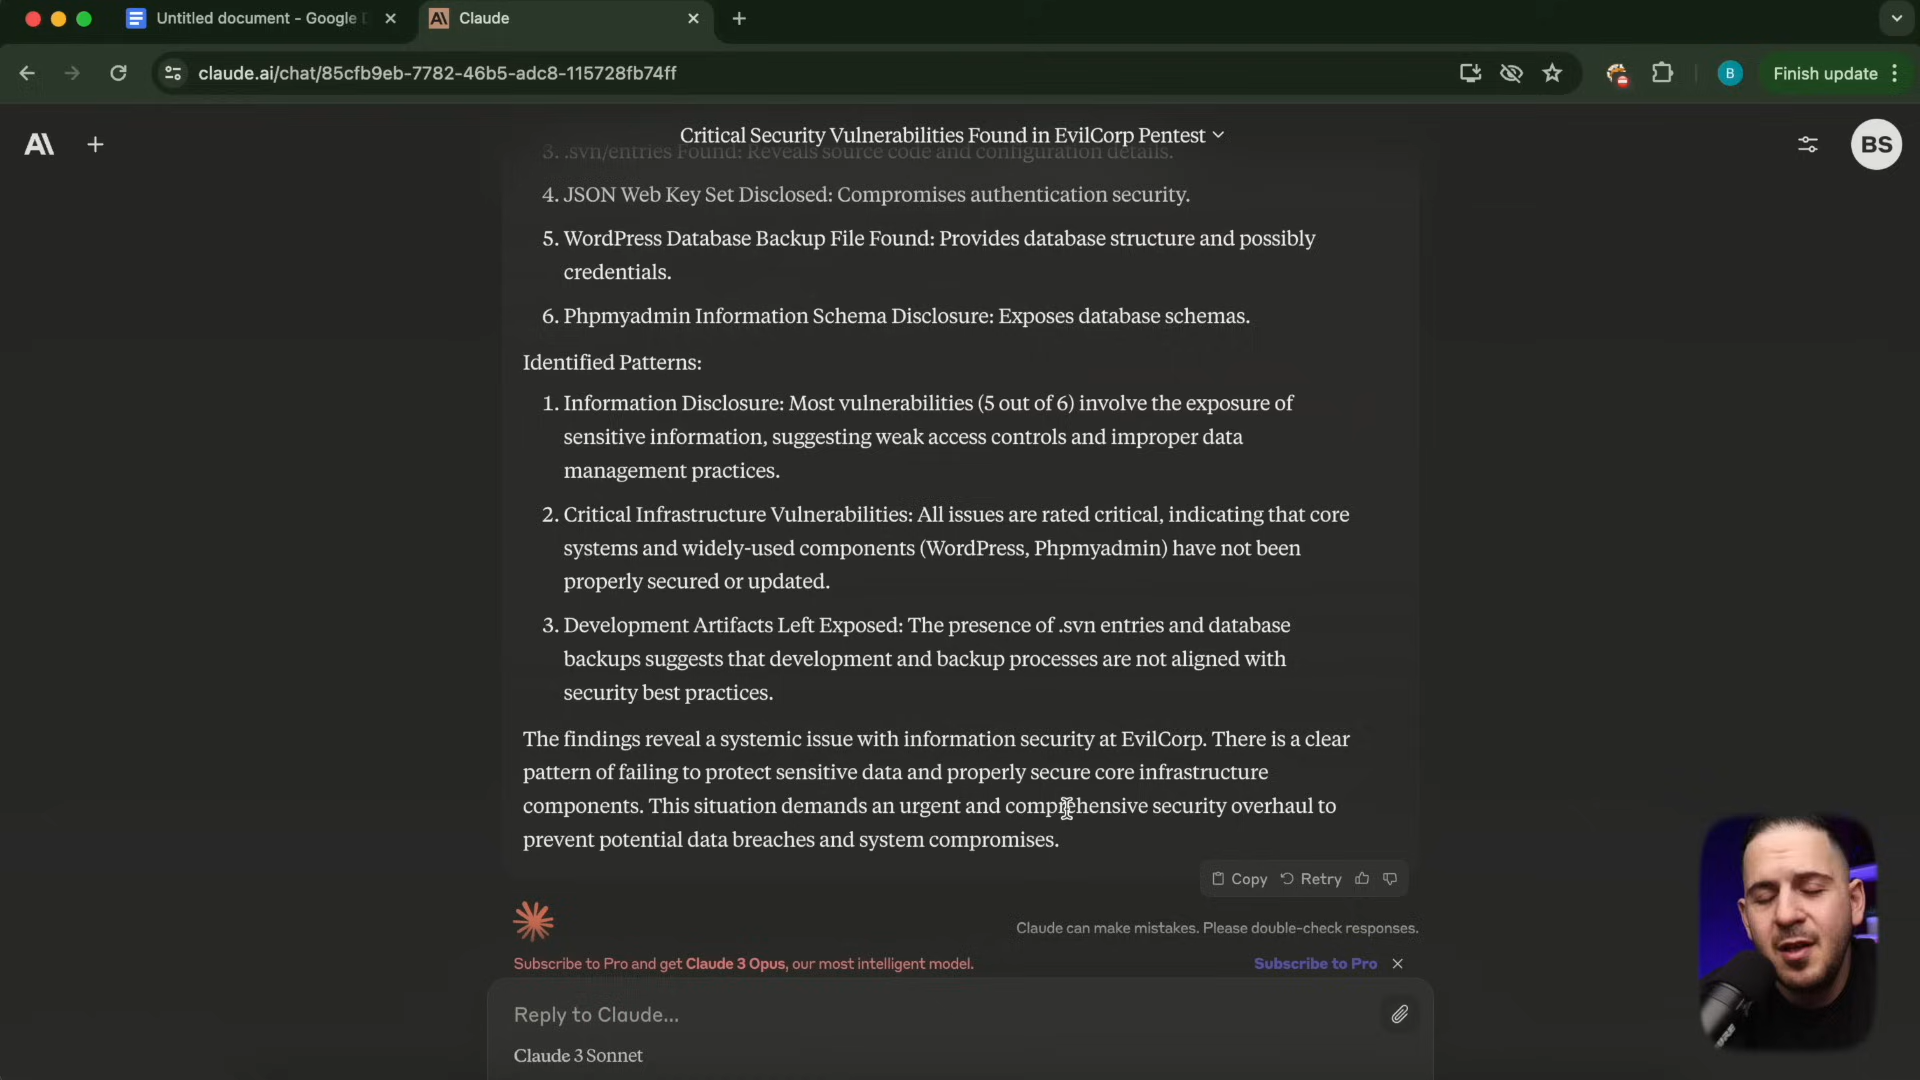 Untitled document - Google
Claude
claude.ai/chat/85cfb9eb-7782-46b5-adc8-115728fb74ff
B
Finish update
Critical Security Vulnerabilities Found in EvilCorp Pentest
BS
3. .svn/entries Found: Reveals source code and configuration details.
4. JSON Web Key Set Disclosed: Compromises authentication security.
5. WordPress Database Backup File Found: Provides database structure and possibly
credentials.
6. Phpmyadmin Information Schema Disclosure: Exposes database schemas.
Identified Patterns:
1. Information Disclosure: Most vulnerabilities (5 out of 6) involve the exposure of
sensitive information, suggesting weak access controls and improper data
management practices.
2. Critical Infrastructure Vulnerabilities: All issues are rated critical, indicating that core
systems and widely-used components (WordPress, Phpmyadmin) have not been
properly secured or updated.
3. Development Artifacts Left Exposed: The presence of .svn entries and database
backups suggests that development and backup processes are not aligned with
security best practices.
The findings reveal a systemic issue with information security at EvilCorp. There is a clear
pattern of failing to protect sensitive data and properly secure core infrastructure
components. This situation demands an urgent and comprehensive security overhaul to
prevent potential data breaches and system compromises.
Copy
Retry
Claude can make mistakes. Please double-check responses.
Subscribe to Pro and get Claude 3 Opus, our most intelligent model.
Subscribe to Pro
Reply to Claude...
Claude 3 Sonnet